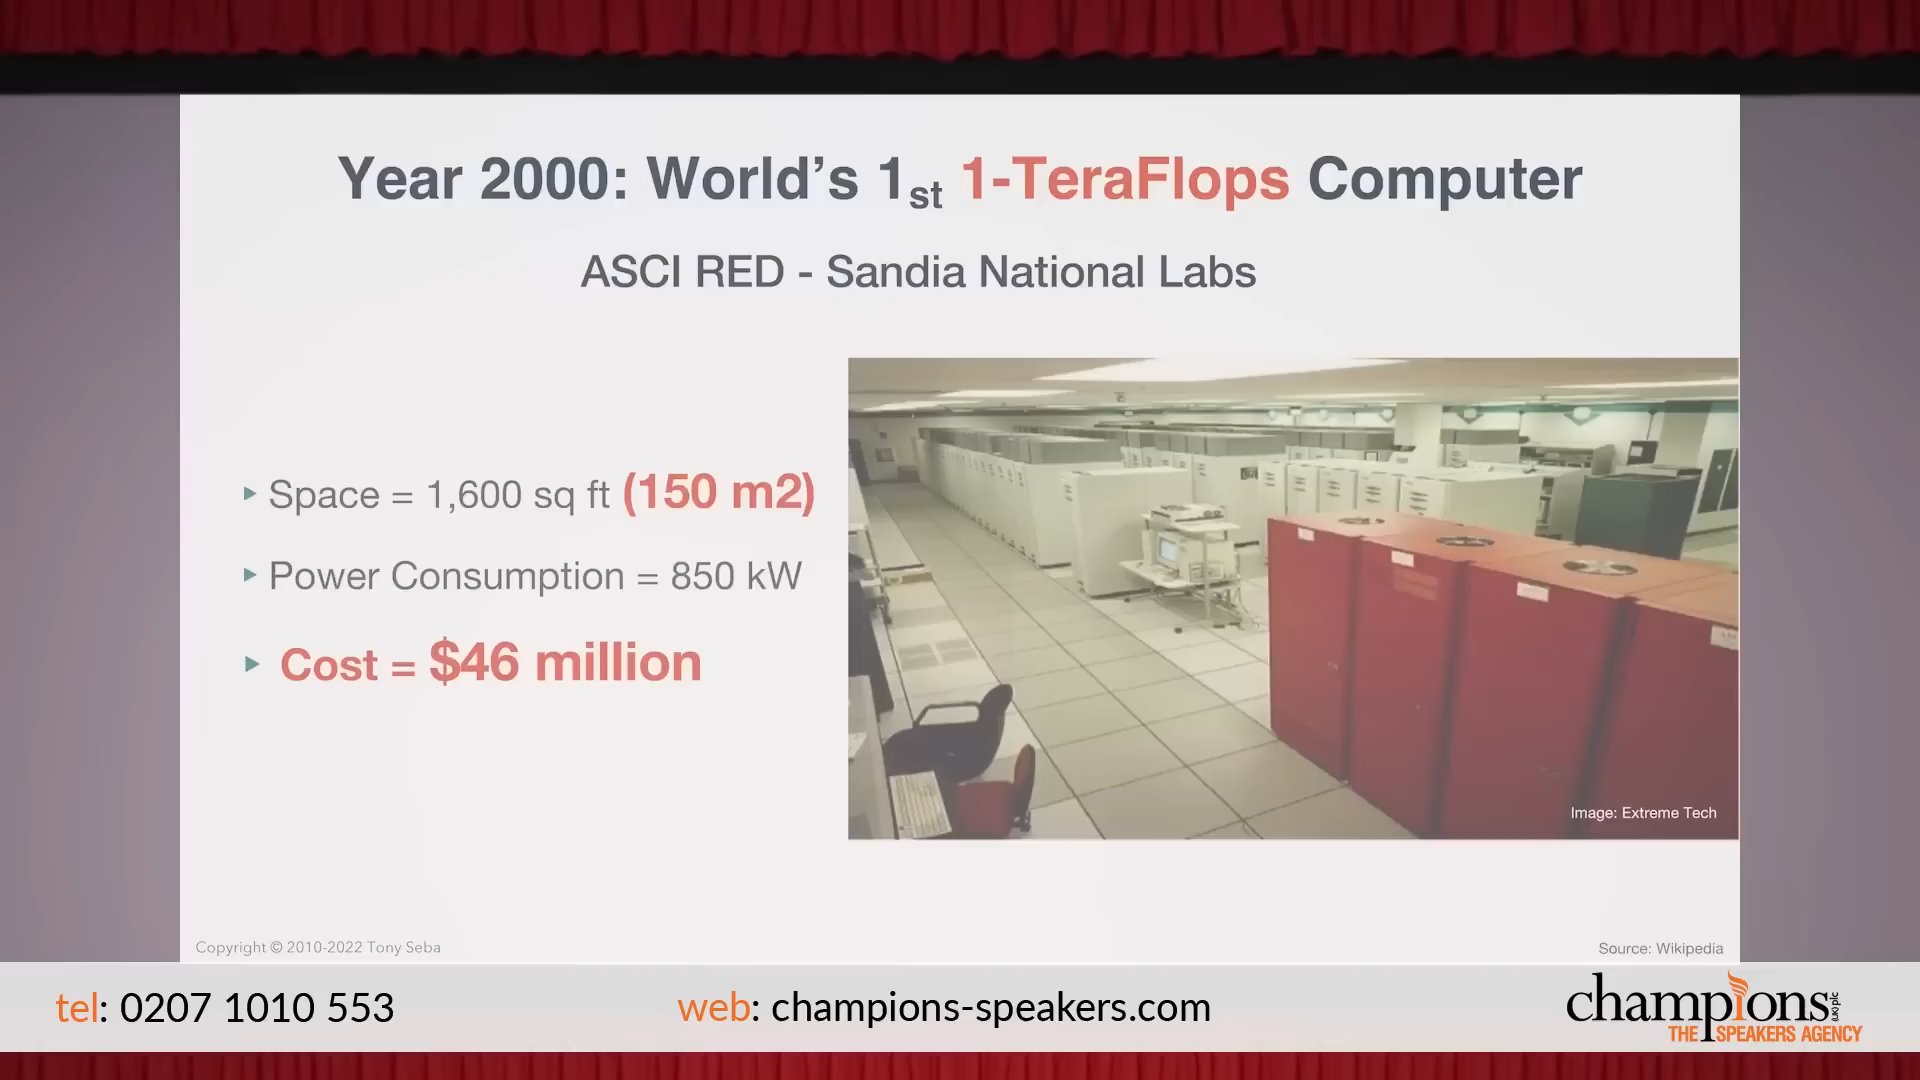 Year 2000: World's 1st 1-TeraFlops Computer
ASCI RED - Sandia National Labs
Space = 1,600 sq ft (150 m2)
Power Consumption = 850 kW
Cost = $46 million
Image: Extreme Tech
Copyright © 2010-2022 Tony Seba
Source: Wikipedia
tel: 0207 1010 553
web: champions-speakers.com
champions (UK) plc
THE SPEAKERS AGENCY